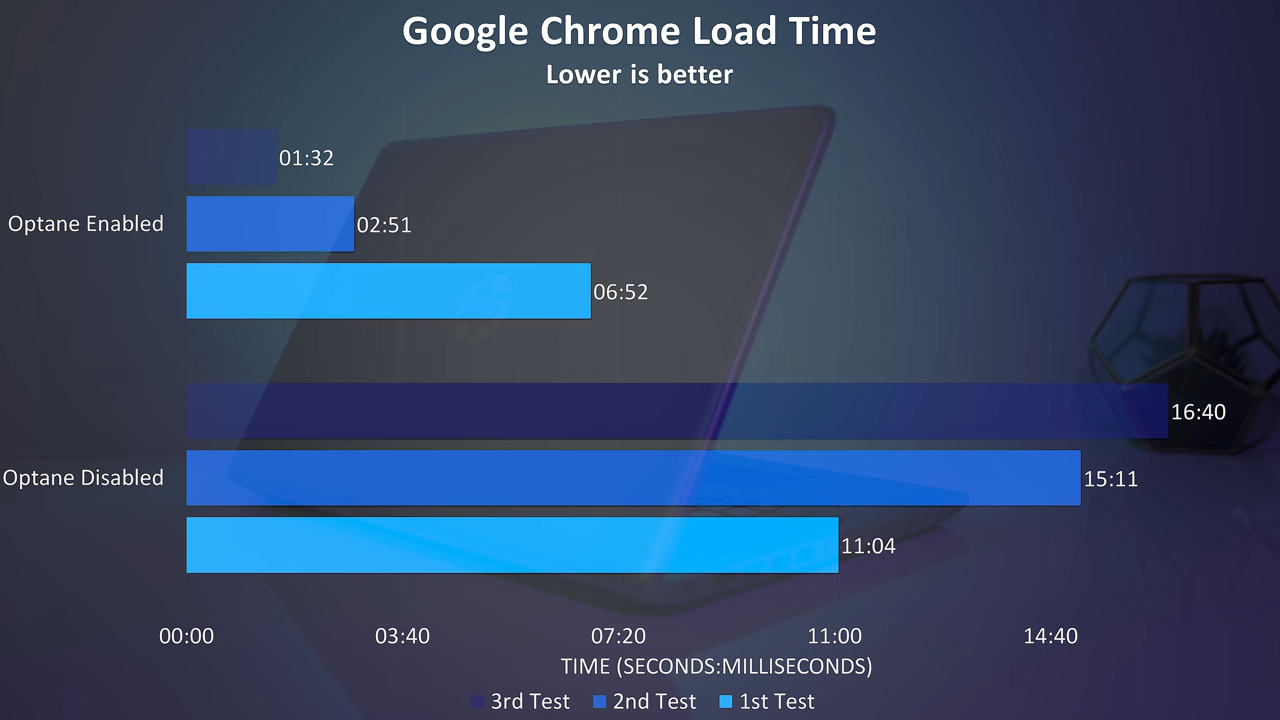 Google Chrome Load Time
Lower is better
01:32
Optane Enabled
02:51
06:52
16:40
Optane Disabled
15:11
11:04
00:00 03:40 07:20 11:00 14:40
TIME (SECONDS:MILLISECONDS)
3rd Test 2nd Test 1st Test
hp